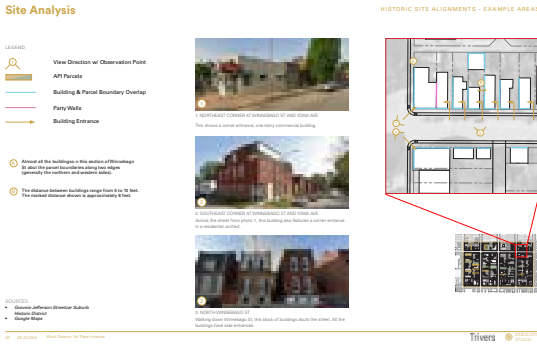 Site Analysis
HISTORIC SITE ALIGNMENTS - EXAMPLE AREA
LEGEND
View Direction w/ Observation Point
API Parcels
Building & Parcel Boundary Overlap
Party Walls
Building Entrance
A
Almost all the buildings in this section of Winnebago
St abut the parcel boundaries along two edges
(generally the northern and western sides).
B
The distance between buildings range from 5 to 10 feet.
The marked distance shown is approximately 8 feet.
SOURCES:
Gravois-Jefferson Streetcar Suburb
Historic District
Google Maps
1. NORTHEAST CORNER AT WINNEBAGO ST AND IOWA AVE
This shows a corner entrance, one-story commercial building.
2. SOUTHEAST CORNER AT WINNEBAGO ST AND IOWA AVE
Across the street from photo 1, this building also features a corner entrance
in a residential context.
3. NORTH WINNEBAGO ST
Walking down Winnebago St, this block of buildings abuts the street. All the
buildings have side entrances.
Trivers